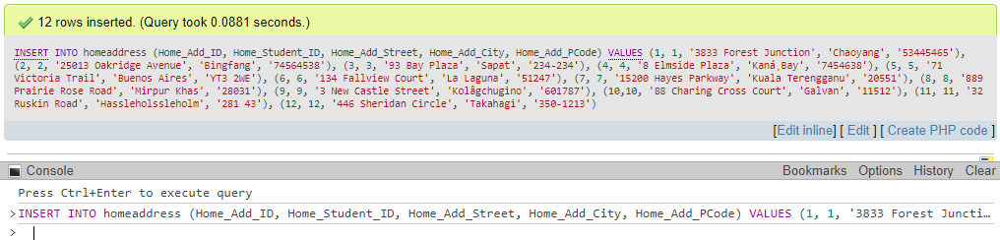 12 rows inserted. (Query took 0.0881 seconds.)
INSERT INTO homeaddress (Home_Add_ID, Home_Student_ID, Home_Add_Street, Home_Add_City, Home_Add_PCode) VALUES (1, 1, '3833 Forest Junction', 'Chaoyang', '53445465'),
(2, 2, '25013 Oakridge Avenue', 'Bingfang', '74564538'), (3, 3, '93 Bay Plaza', 'Sapat', '234-234'), (4, 4, '8 Elmside Plaza', 'Kaná¸Bay', '7454638'), (5, 5, '71
Victoria Trail', 'Buenos Aires', 'YT3 2WE'), (6, 6, '134 Fallview Court', 'La Laguna', '51247'), (7, 7, '15200 Hayes Parkway', 'Kuala Terengganu', '20551'), (8, 8, '889
Prairie Rose Road', 'Mirpur Khas', '28031'), (9, 9, '3 New Castle Street', 'Kolâgchugino', '601787'), (10,10, '88 Charing Cross Court', 'Galvan', '11512'), (11, 11, '32
Ruskin Road', 'Hassleholssleholm', '281 43'), (12, 12, '446 Sheridan Circle', 'Takahagi', '350-1213')
[Edit inline] [ Edit ] [ Create PHP code ]
Console Bookmarks Options History Clear
Press Ctrl+Enter to execute query
>INSERT INTO homeaddress (Home_Add_ID, Home_Student_ID, Home_Add_Street, Home_Add_City, Home_Add_PCode) VALUES (1, 1, '3833 Forest Juncti…
>